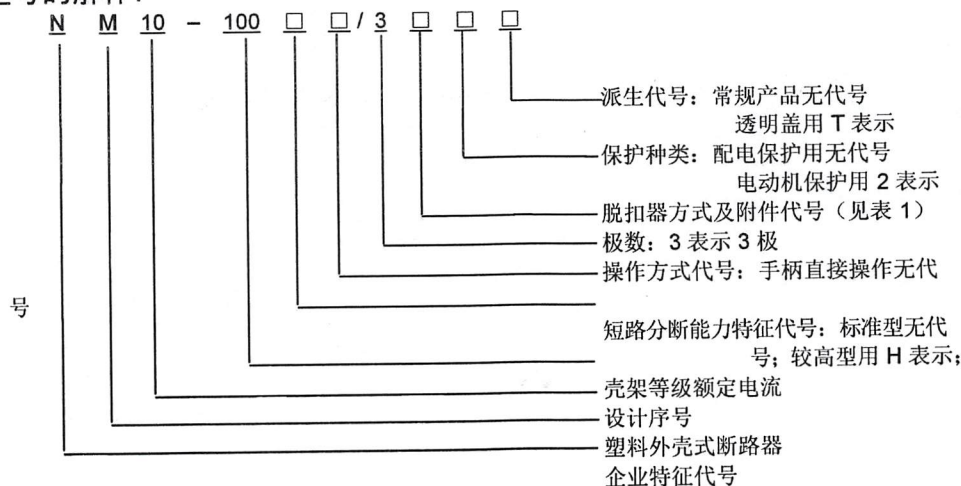 N M 10 - 100 □ □ / 3 □ □ □
派生代号：常规产品无代号
透明盖用 T 表示
保护种类：配电保护用无代号
电动机保护用 2 表示
脱扣器方式及附件代号（见表 1）
极数：3 表示 3 极
操作方式代号：手柄直接操作无代
号
短路分断能力特征代号：标准型无代
号；较高型用 H 表示；
壳架等级额定电流
设计序号
塑料外壳式断路器
企业特征代号